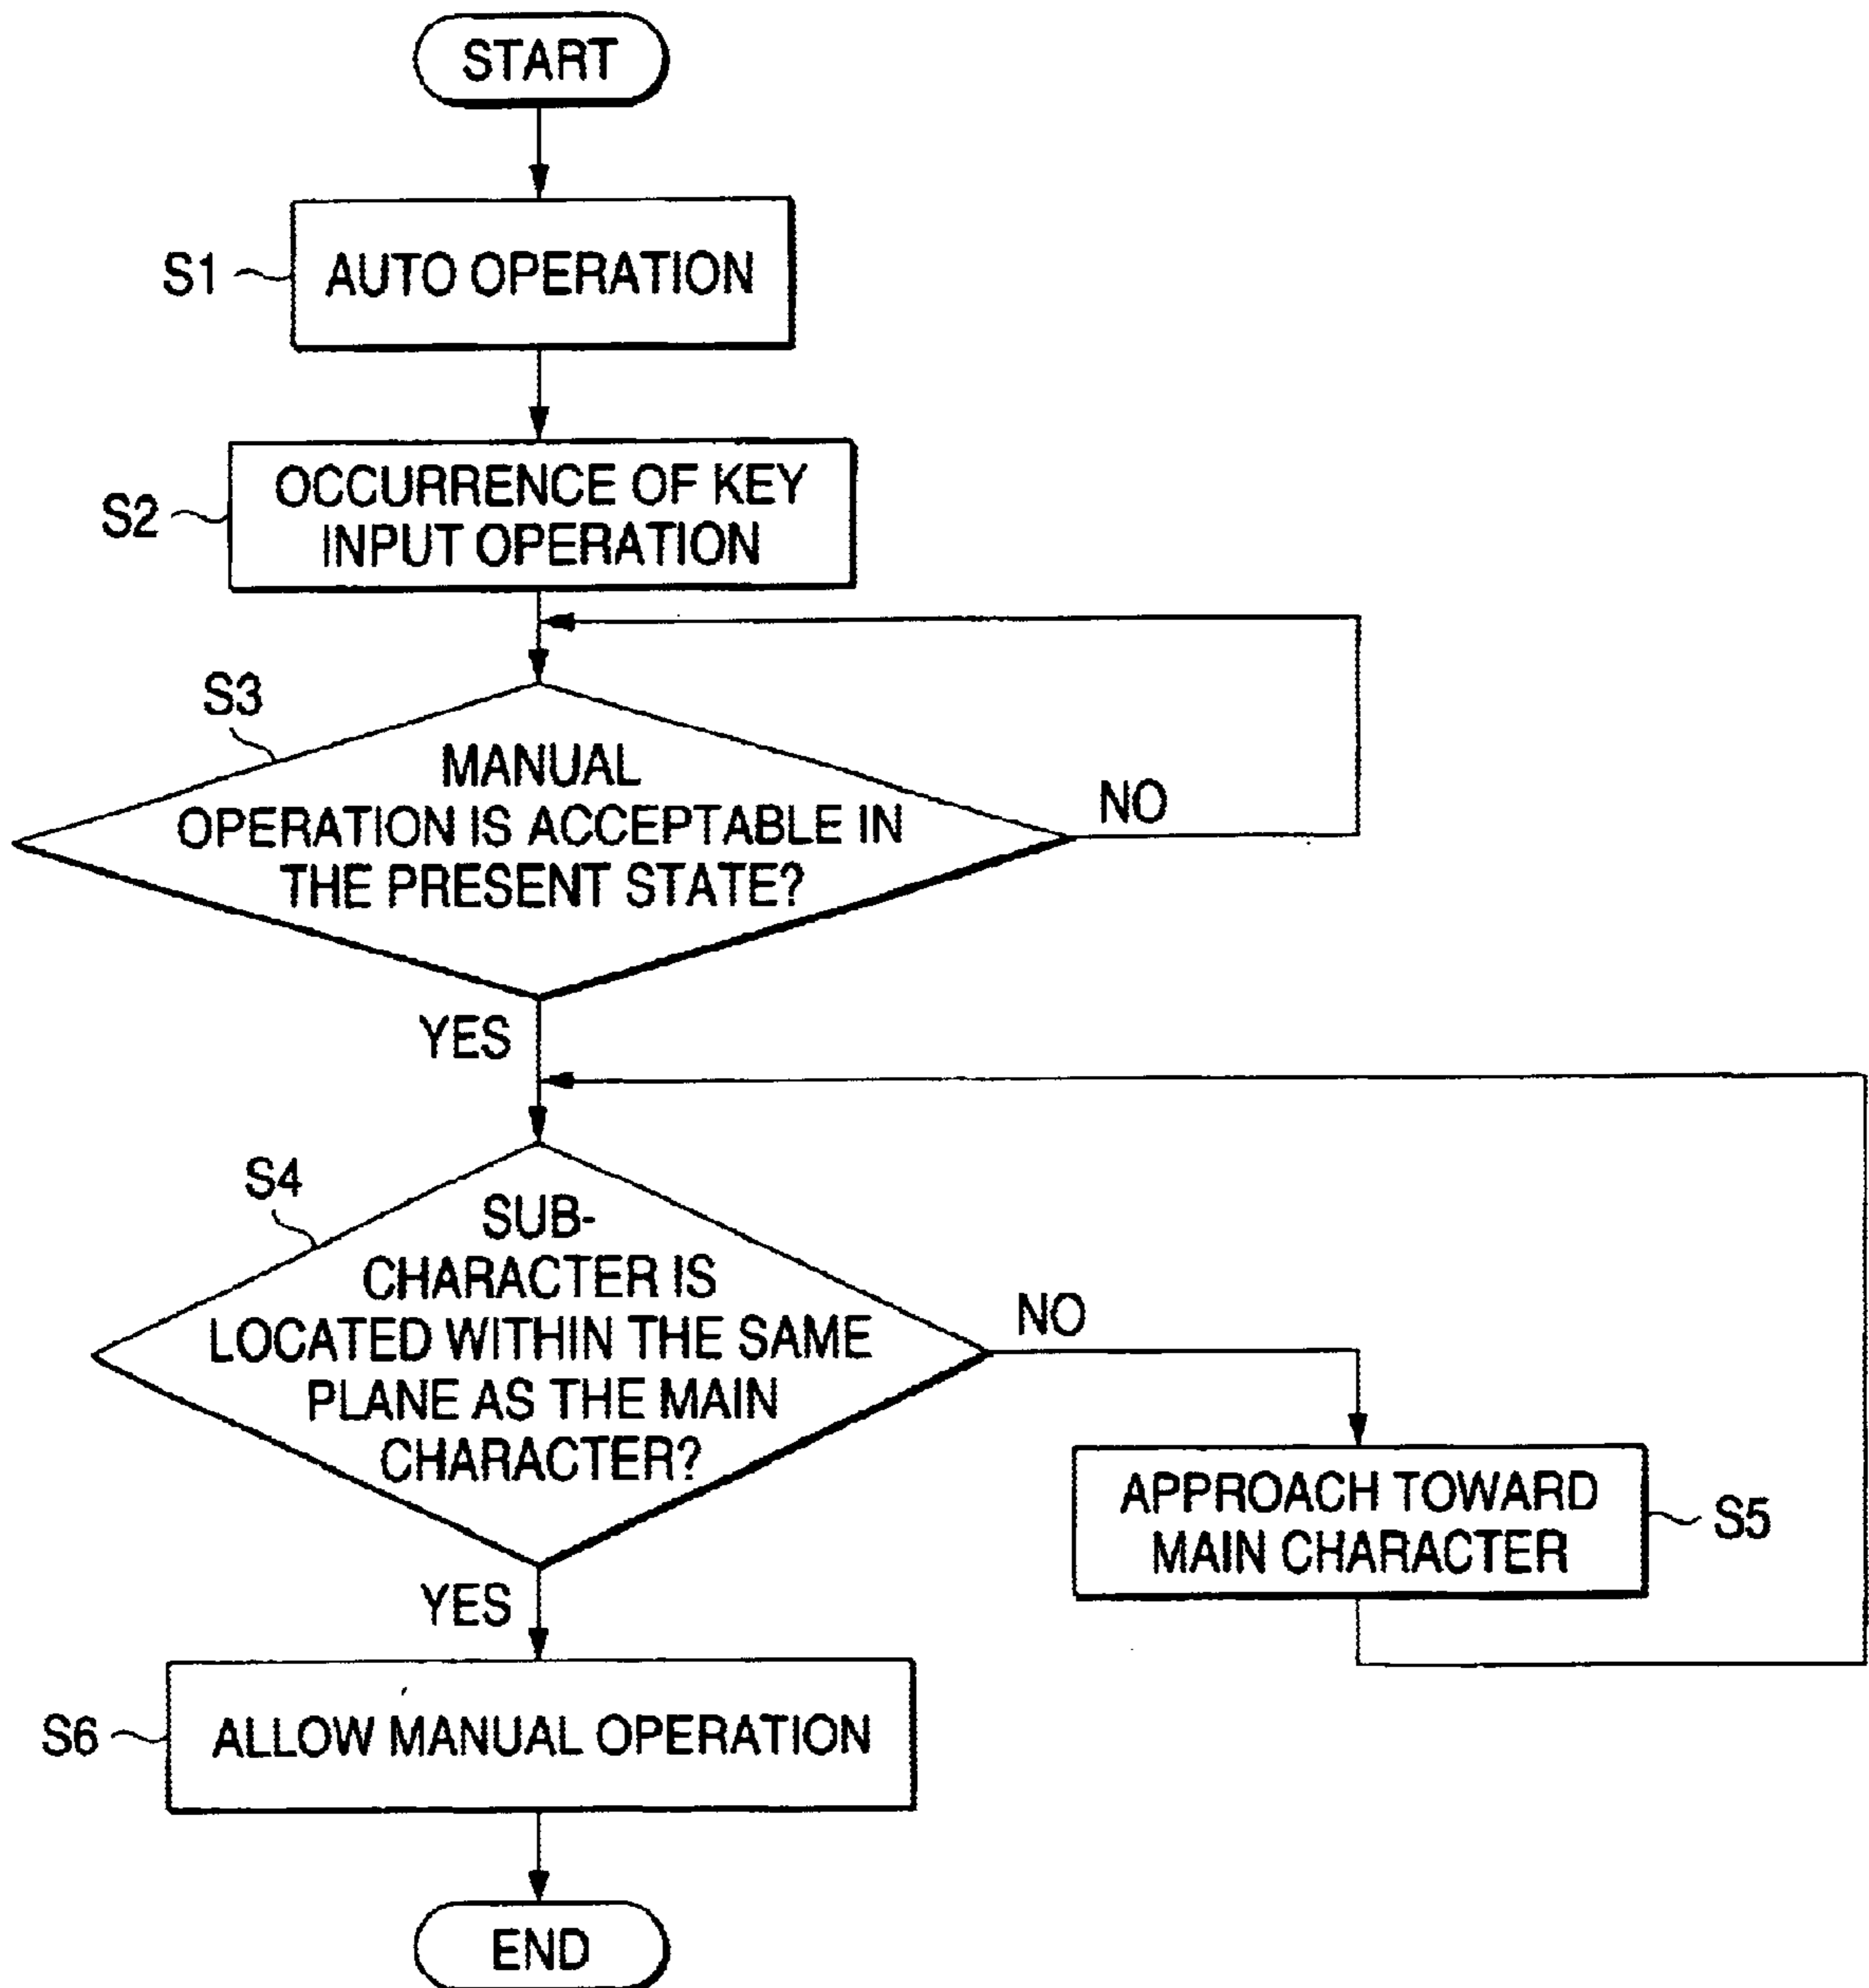 START
S1
AUTO OPERATION
S2
OCCURRENCE OF KEY
INPUT OPERATION
S3
MANUAL
OPERATION IS ACCEPTABLE IN
THE PRESENT STATE?
NO
YES
S4
SUB-
CHARACTER IS
LOCATED WITHIN THE SAME
PLANE AS THE MAIN
CHARACTER?
NO
APPROACH TOWARD
MAIN CHARACTER
S5
YES
S6
ALLOW MANUAL OPERATION
END